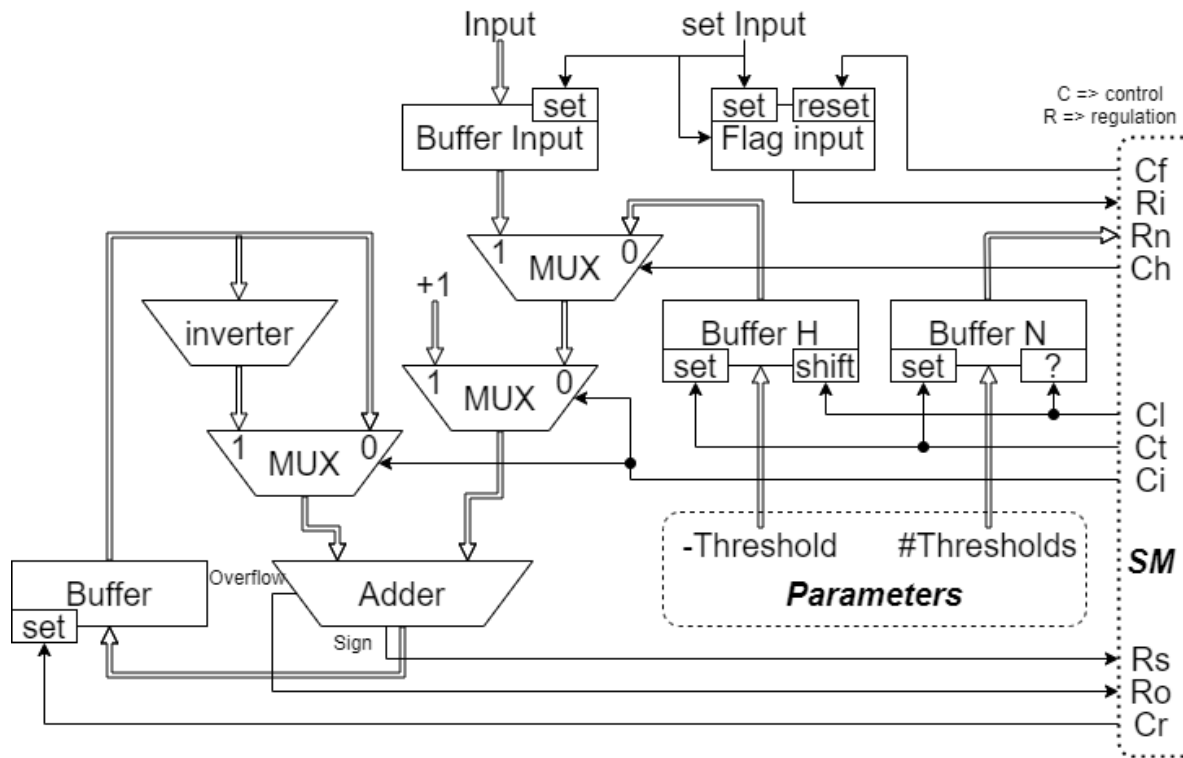 Input
set Input
set
set
reset
C => control
R => regulation
Buffer Input
Flag input
Cf
Ri
Rn
1
0
MUX
Ch
+1
inverter
Buffer H
Buffer N
set
shift
set
?
1
0
MUX
Cl
1
0
MUX
Ct
Ci
-Threshold
#Thresholds
SM
Parameters
Overflow
Buffer
Adder
set
Sign
Rs
Ro
Cr